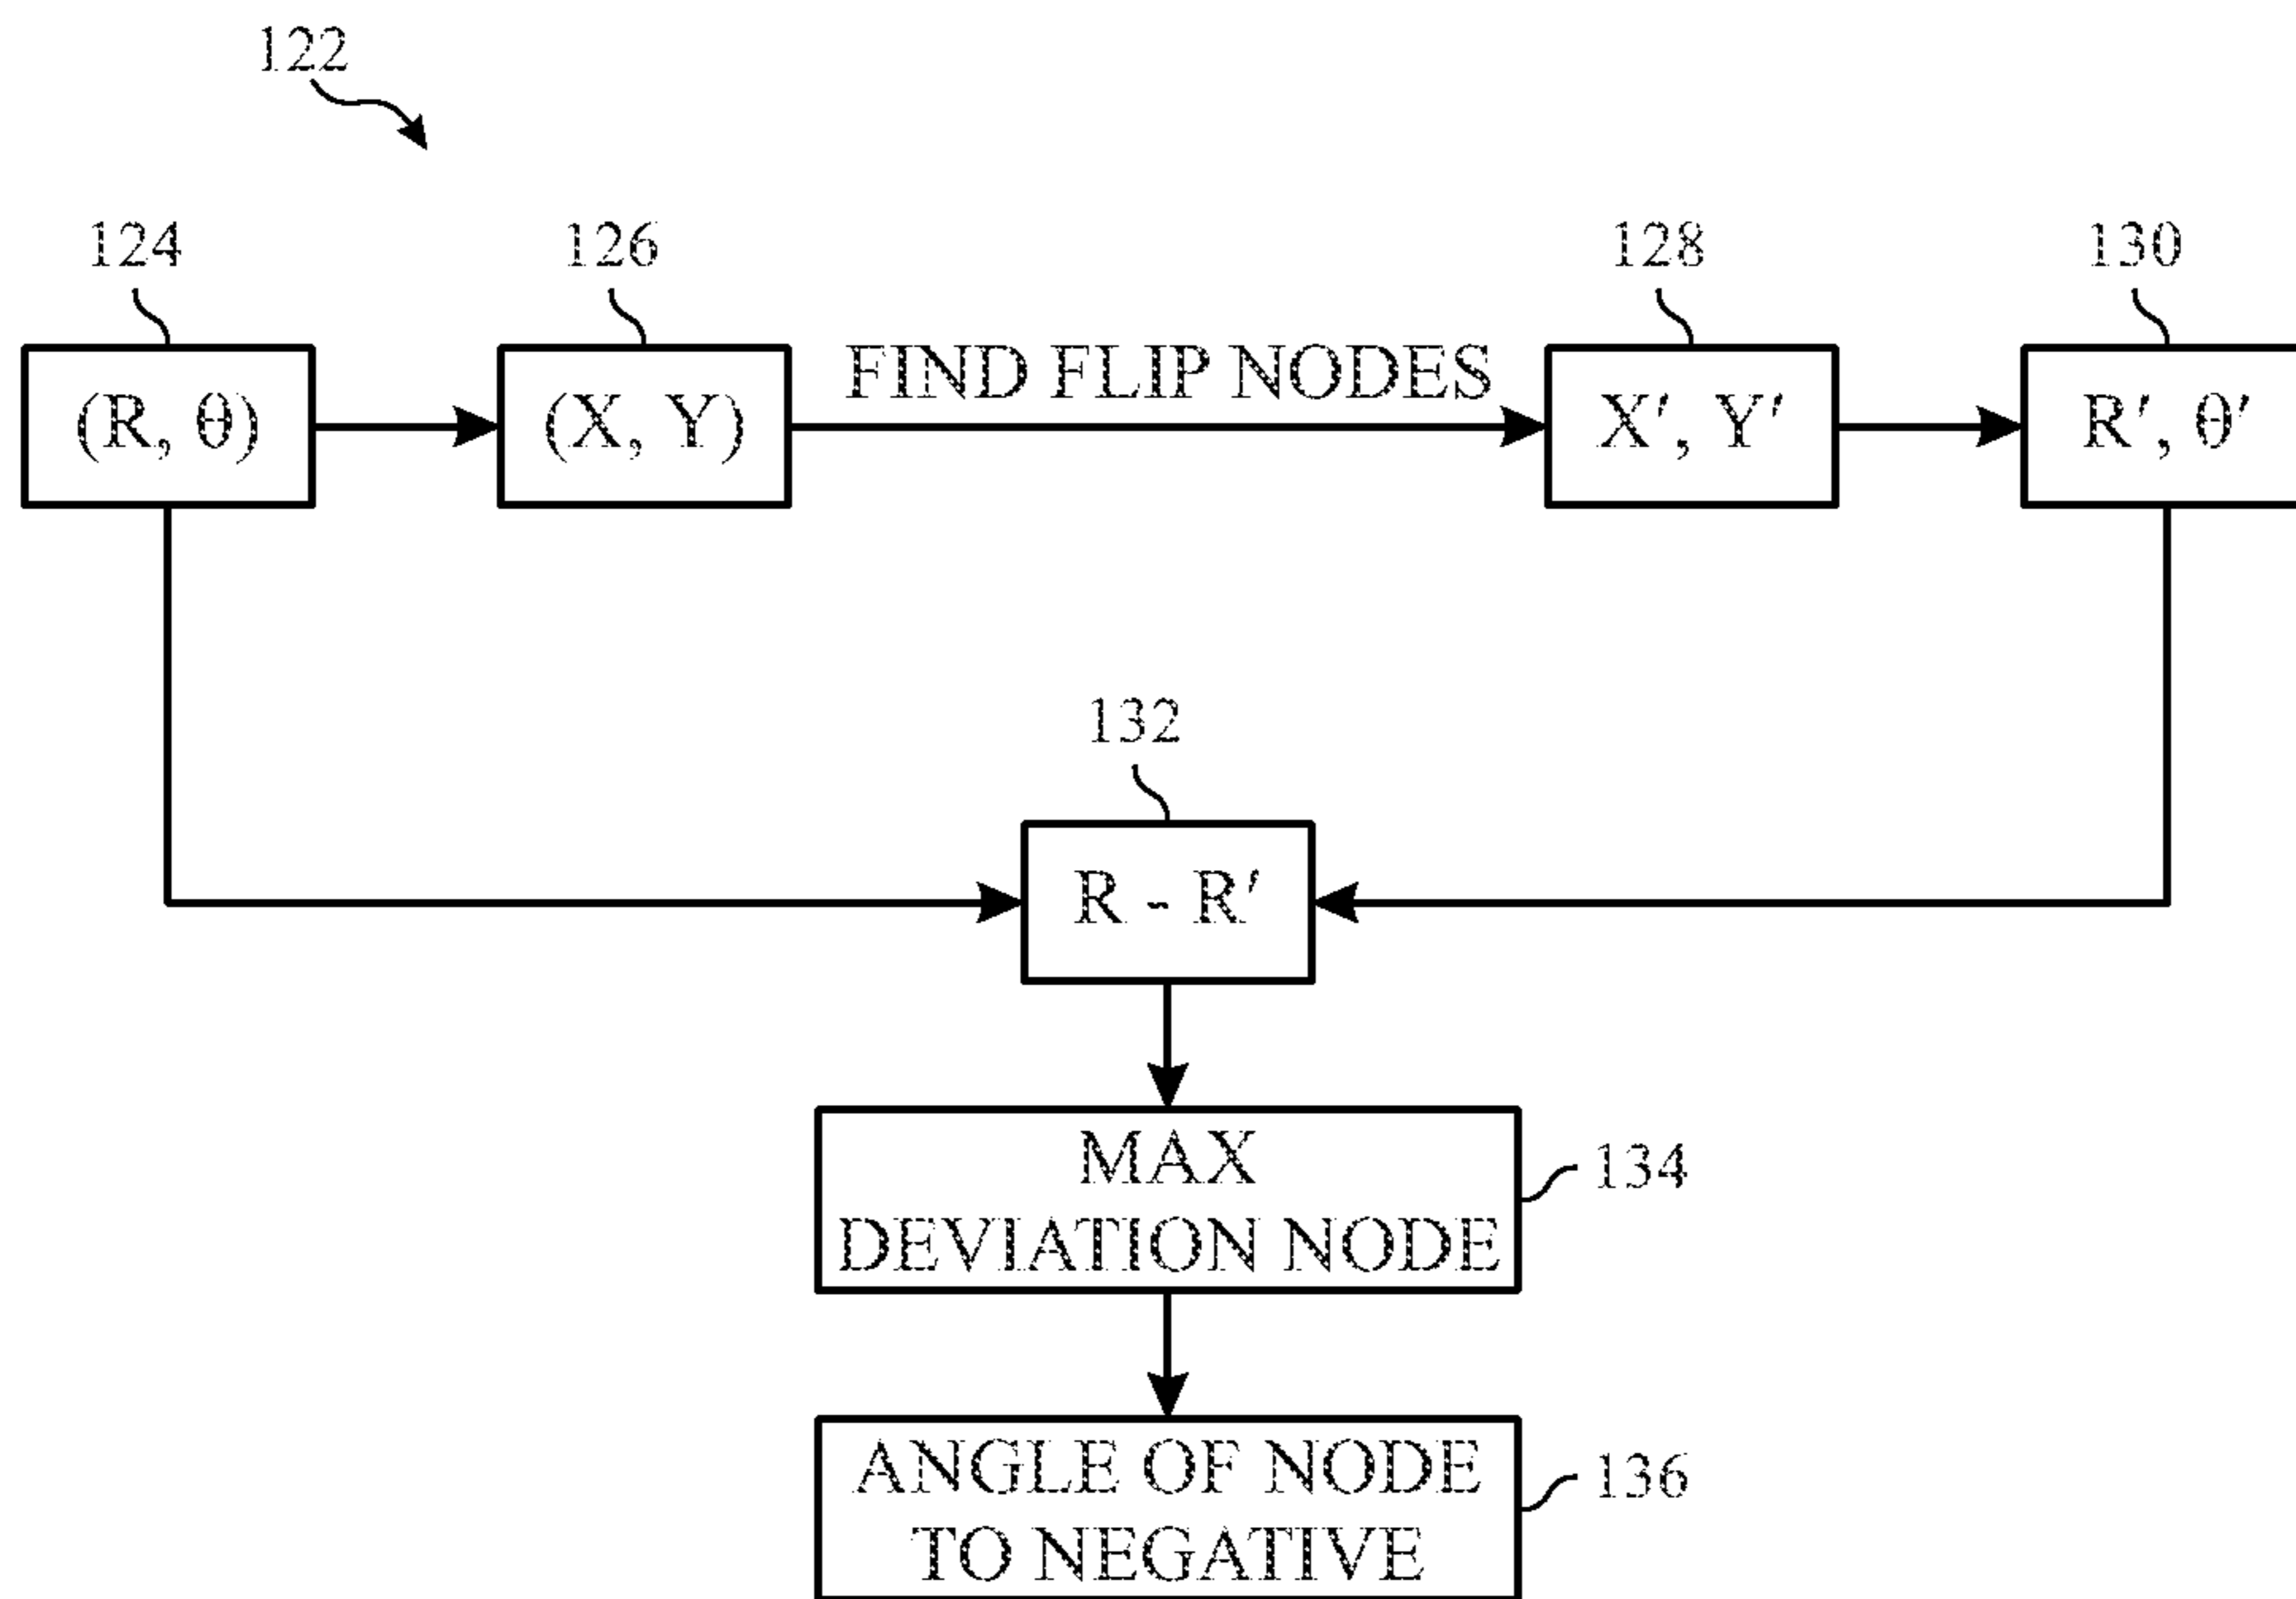 122
124
126
128
130
(R, θ)
(X, Y)
FIND FLIP NODES
X′, Y′
R′, θ′
132
R - R′
MAX
DEVIATION NODE
134
ANGLE OF NODE
TO NEGATIVE
136